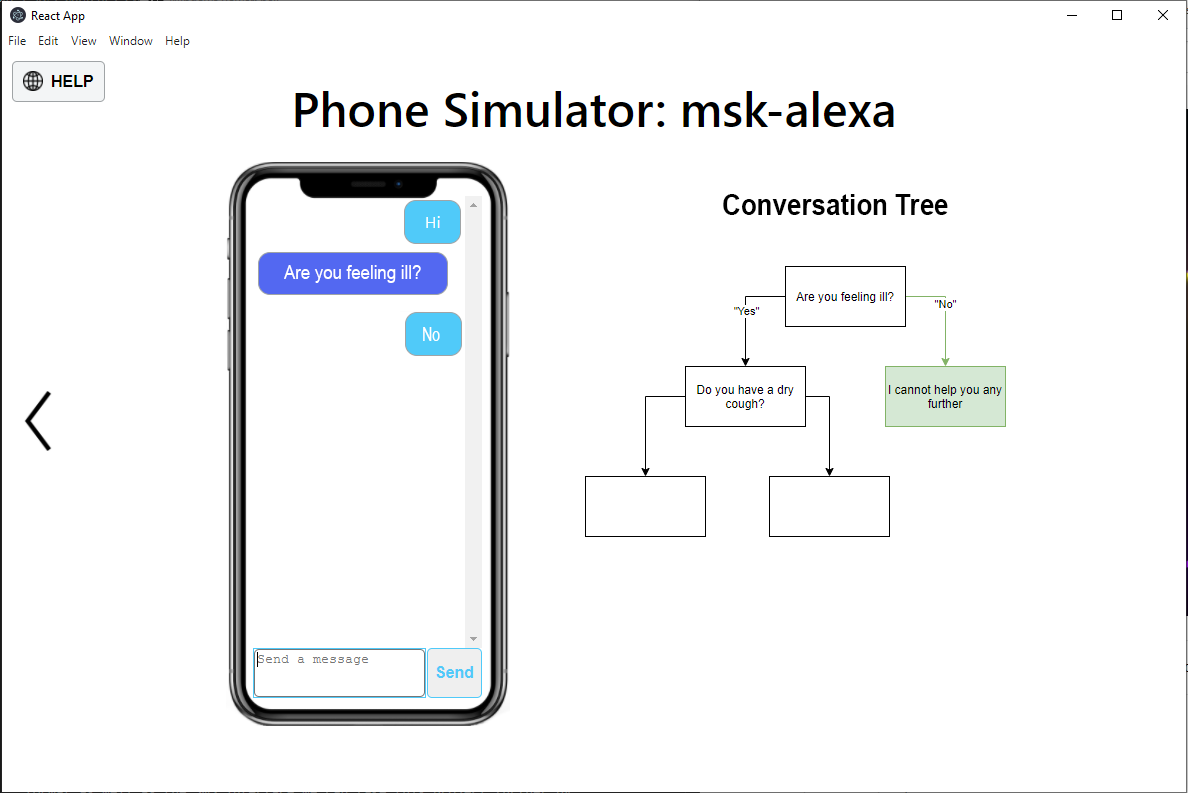 React App
File Edit View Window Help
HELP
Phone Simulator: msk-alexa
Hi
Are you feeling ill?
No
Send a message
Send
Conversation Tree
Are you feeling ill?
"Yes"
"No"
Do you have a dry
cough?
I cannot help you any
further